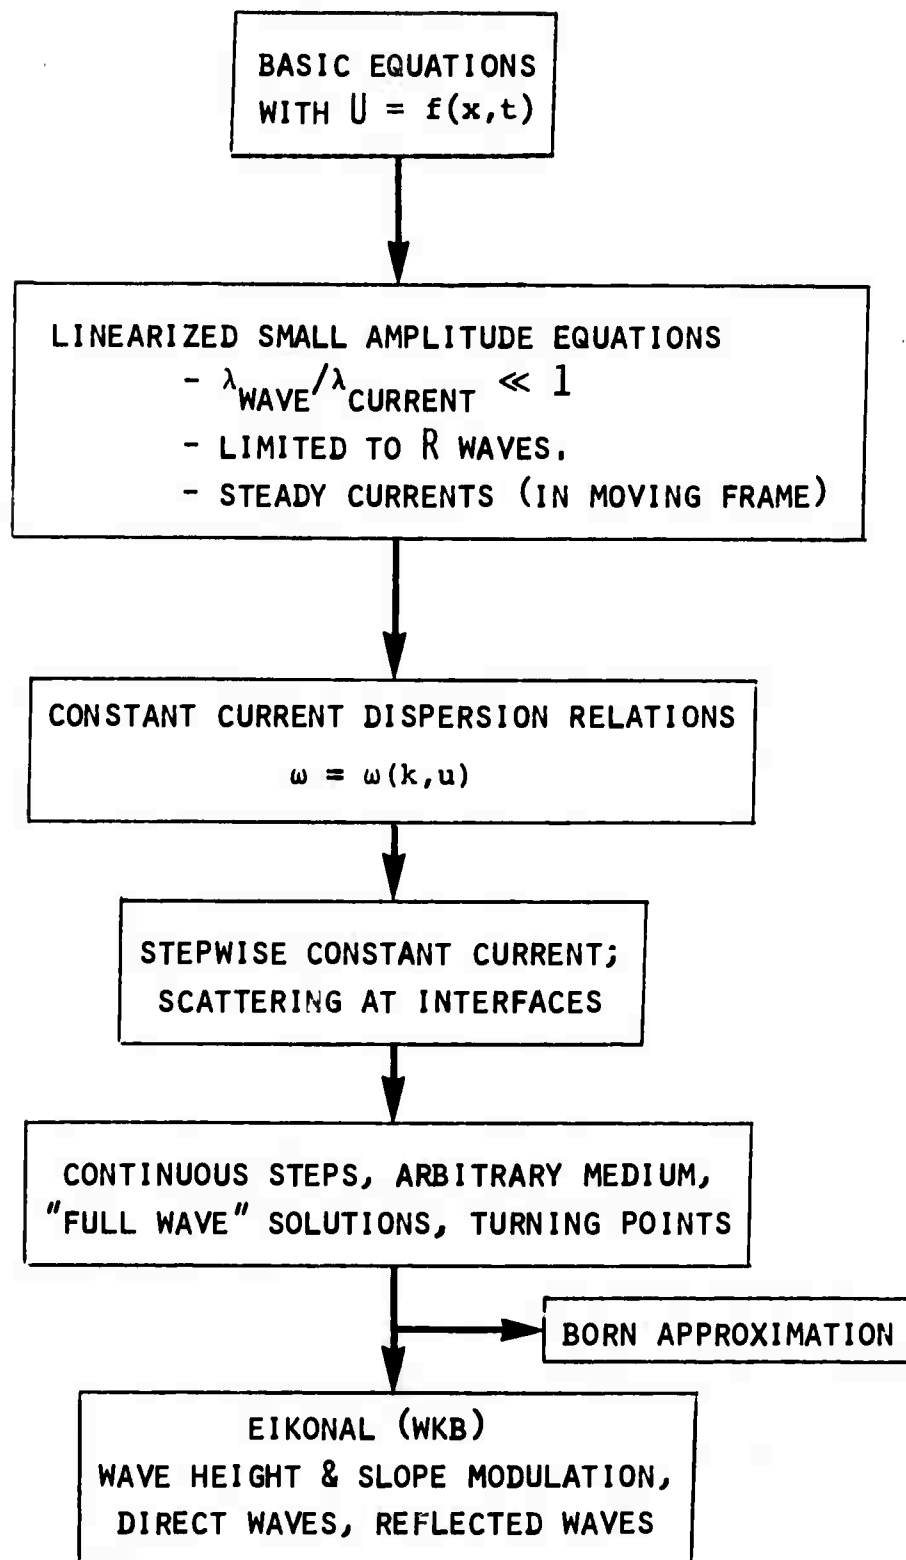 BASIC EQUATIONS
WITH U = f(x,t)
LINEARIZED SMALL AMPLITUDE EQUATIONS
- λWAVE/λCURRENT ≪ 1
- LIMITED TO R WAVES.
- STEADY CURRENTS (IN MOVING FRAME)
CONSTANT CURRENT DISPERSION RELATIONS
ω = ω(k,u)
STEPWISE CONSTANT CURRENT;
SCATTERING AT INTERFACES
CONTINUOUS STEPS, ARBITRARY MEDIUM,
"FULL WAVE" SOLUTIONS, TURNING POINTS
BORN APPROXIMATION
EIKONAL (WKB)
WAVE HEIGHT & SLOPE MODULATION,
DIRECT WAVES, REFLECTED WAVES